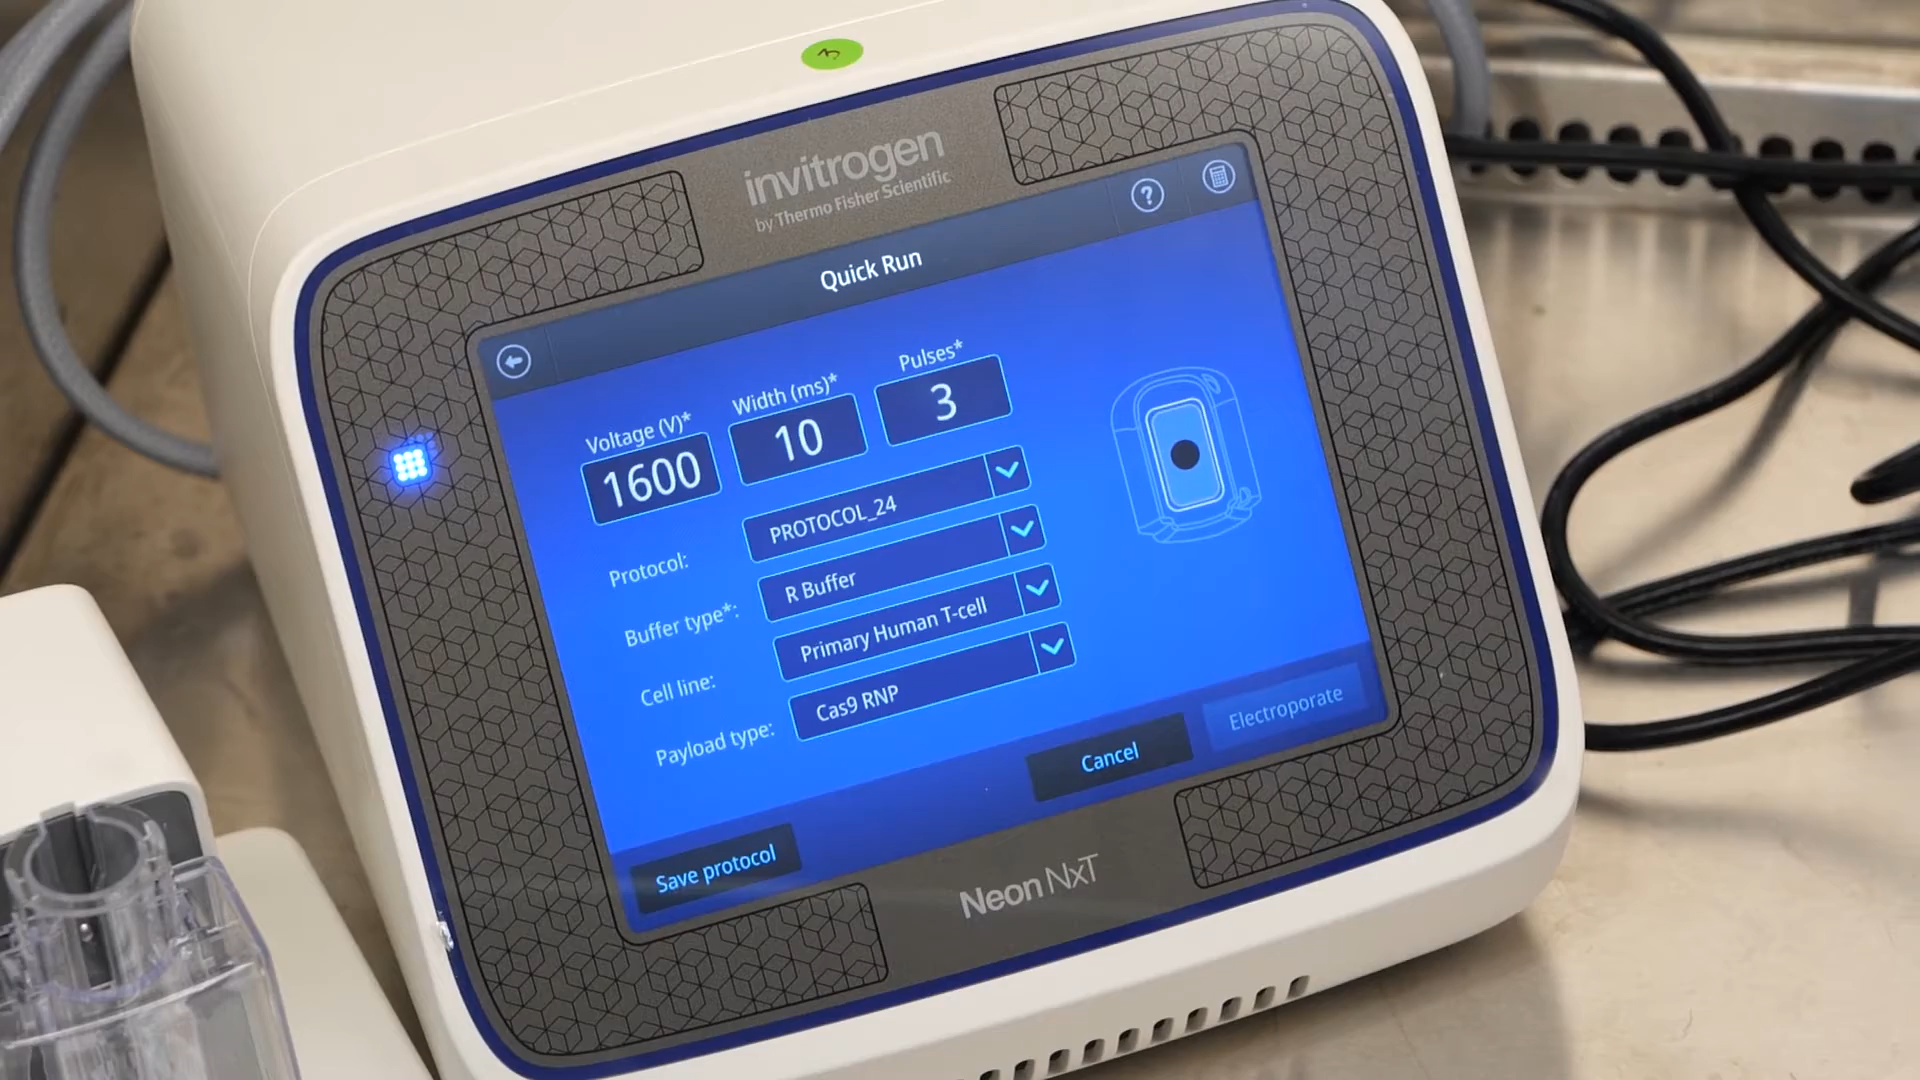 3
invitrogen
by Thermo Fisher Scientific
?
Quick Run
Voltage (V)* Width (ms)* Pulses*
1600 10 3
Protocol: PROTOCOL_24
Buffer type*: R Buffer
Cell line: Primary Human T-cell
Payload type: Cas9 RNP
Save protocol Cancel Electroporate
Neon NxT